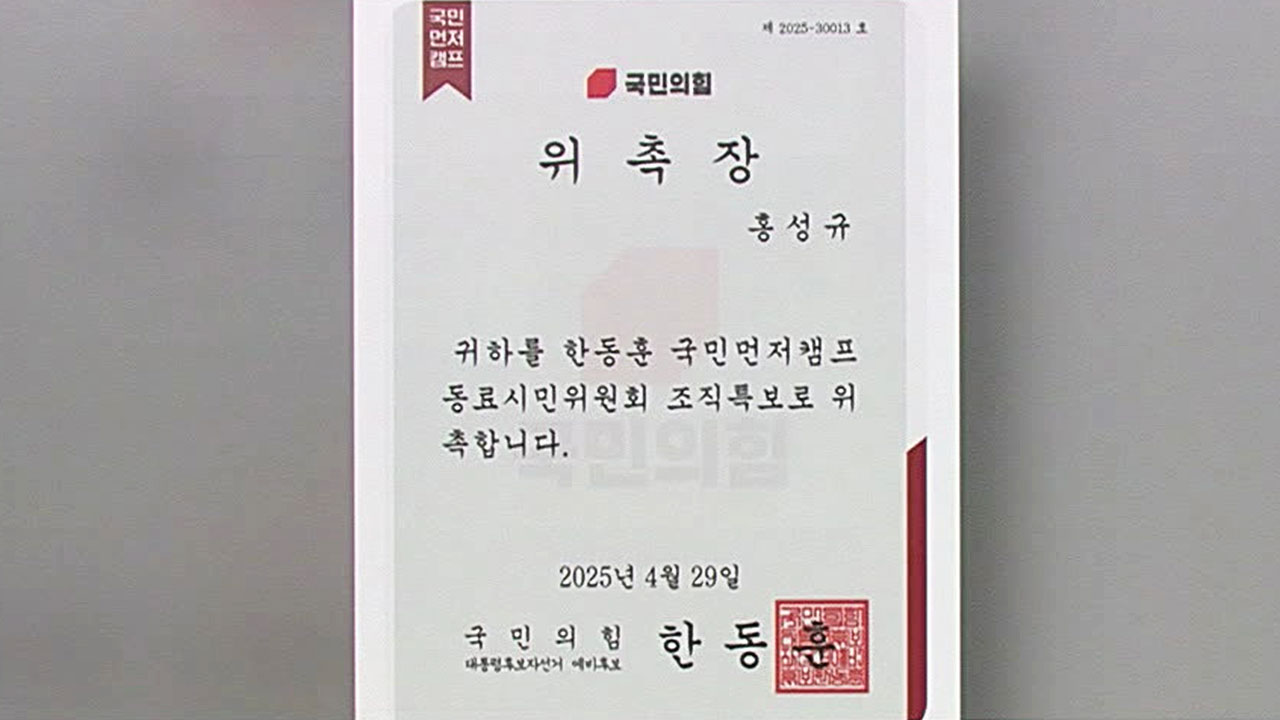 국민
먼저
캠프
제 2025-30013 호
국민의힘
위 촉 장
홍 성 규
귀하를 한동훈 국민먼저캠프
동료시민위원회 조직특보로 위
촉합니다.
국민의힘
2025년 4월 29일
국 민 의 힘
대통령후보자선거 예비후보
한 동 훈